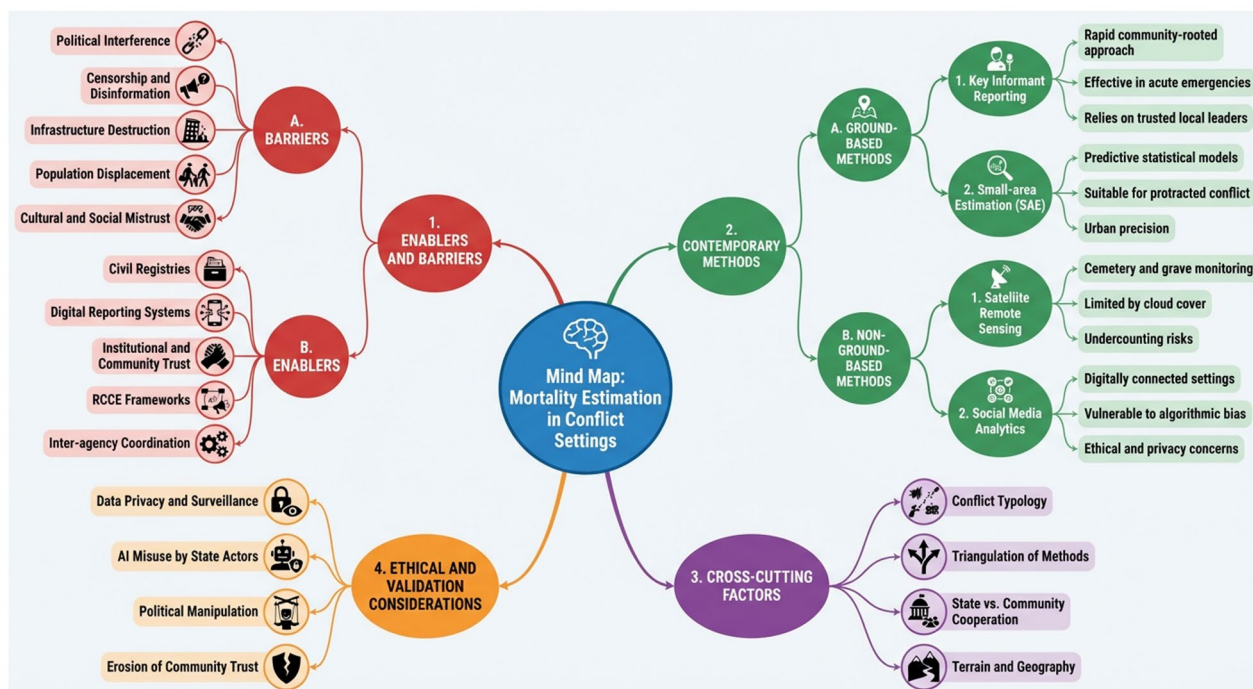 Mind Map:
Mortality Estimation
in Conflict
Settings
1.
ENABLERS
AND BARRIERS
A.
BARRIERS
Political Interference
Censorship and
Disinformation
Infrastructure Destruction
Population Displacement
Cultural and Social Mistrust
B.
ENABLERS
Civil Registries
Digital Reporting Systems
Institutional and
Community Trust
RCCE Frameworks
Inter-agency Coordination
2.
CONTEMPORARY
METHODS
A. GROUND-
BASED METHODS
1. Key Informant
Reporting
Rapid community-rooted
approach
Effective in acute emergencies
Relies on trusted local leaders
2. Small-area
Estimation (SAE)
Predictive statistical models
Suitable for protracted conflict
Urban precision
B. NON-
GROUND-BASED
METHODS
1. Satellite
Remote
Sensing
Cemetery and grave monitoring
Limited by cloud cover
Undercounting risks
2. Social Media
Analytics
Digitally connected settings
Vulnerable to algorithmic bias
Ethical and privacy concerns
3. CROSS-CUTTING
FACTORS
Conflict Typology
Triangulation of Methods
State vs. Community
Cooperation
Terrain and Geography
4. ETHICAL AND
VALIDATION
CONSIDERATIONS
Data Privacy and Surveillance
AI Misuse by State Actors
Political Manipulation
Erosion of Community Trust